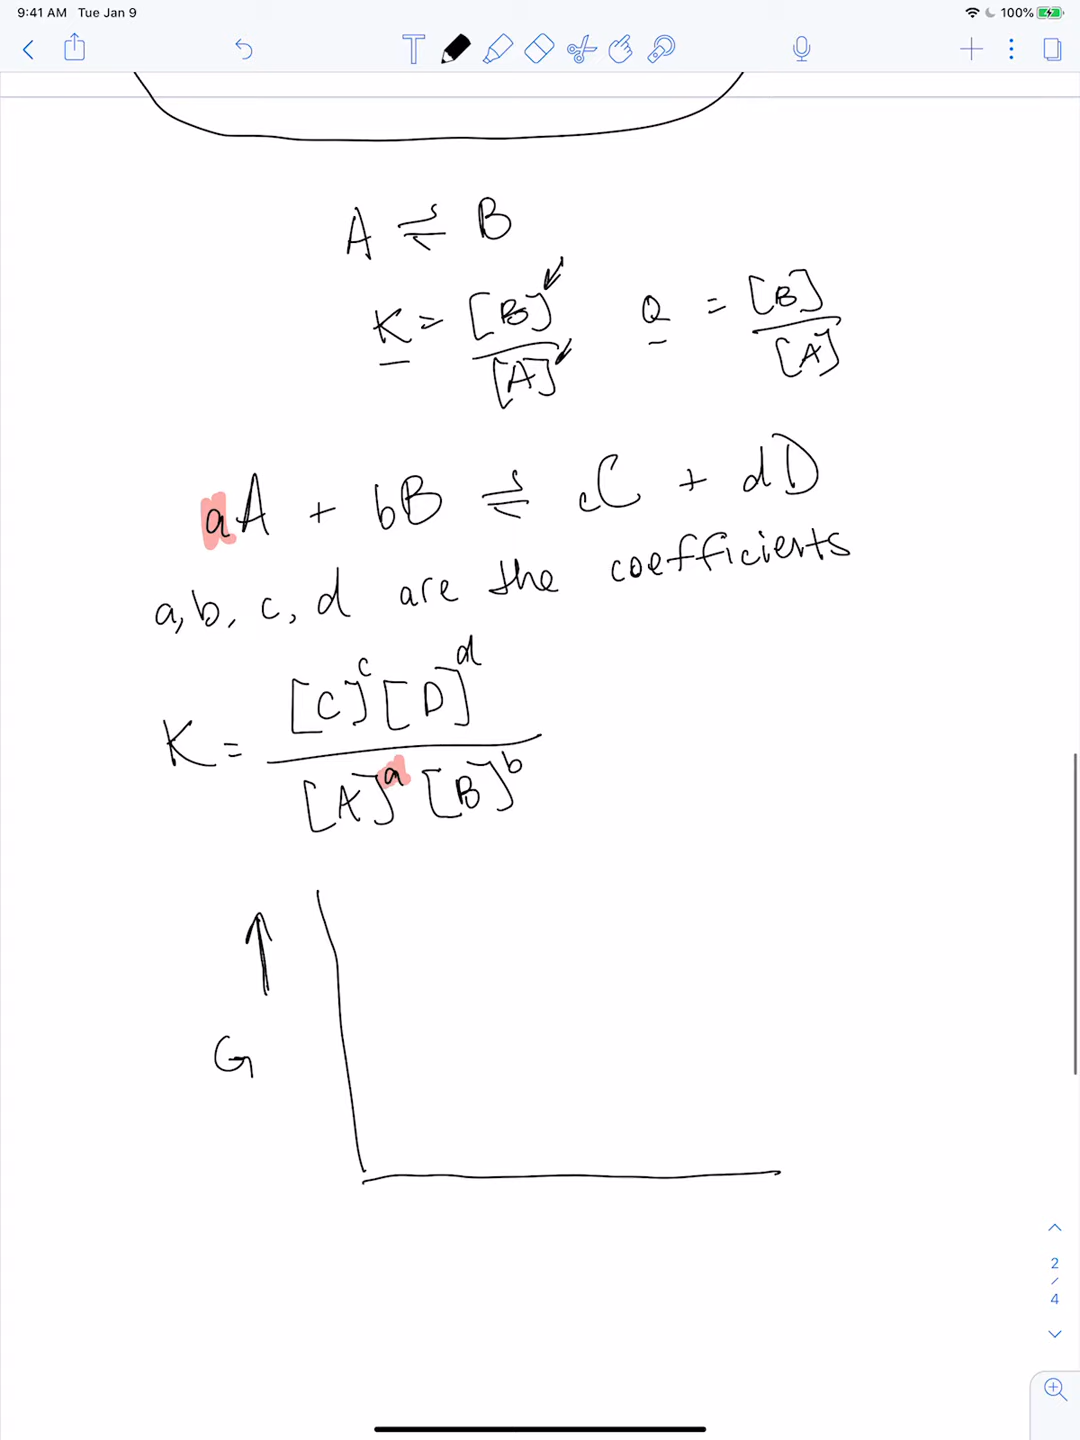 9:41 AM Tue Jan 9 100%
T
A ⇌ B
K = [B] / [A] Q = [B] / [A]
aA + bB ⇌ cC + dD
a, b, c, d are the coefficients
K = [C]^c [D]^d / [A]^a [B]^b
↑
G
2
/
4